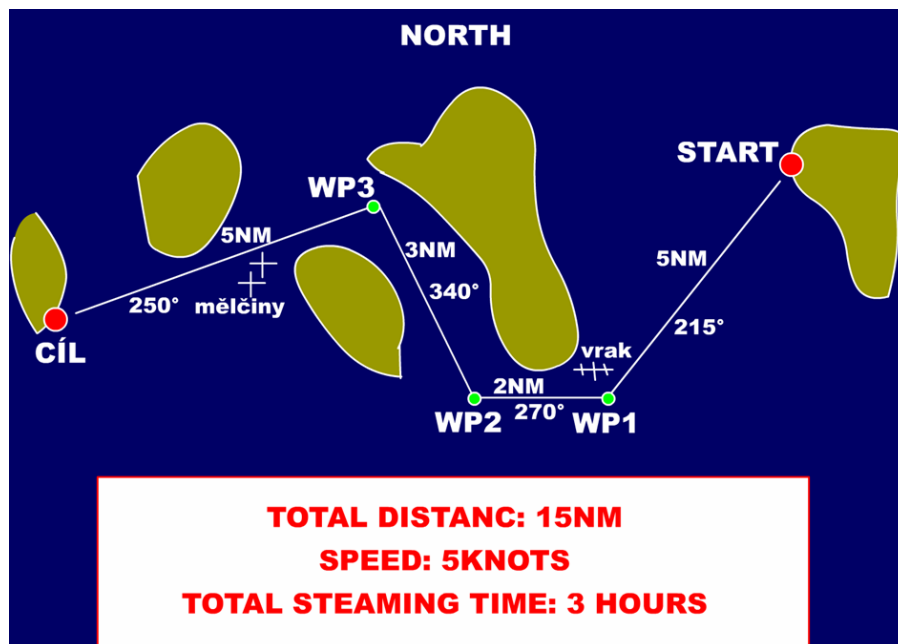 NORTH
START
WP3
5NM
3NM
5NM
340°
250°
mělčiny
215°
CÍL
vrak
2NM
270°
WP2
WP1
TOTAL DISTANC: 15NM
SPEED: 5KNOTS
TOTAL STEAMING TIME: 3 HOURS